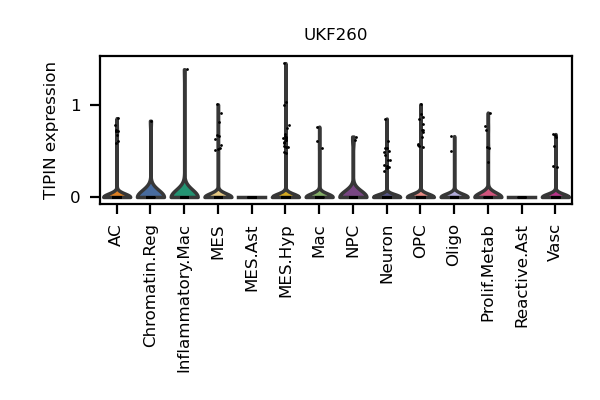 UKF260
TIPIN expression
1
0
AC
Chromatin.Reg
Inflammatory.Mac
MES
MES.Ast
MES.Hyp
Mac
NPC
Neuron
OPC
Oligo
Prolif.Metab
Reactive.Ast
Vasc